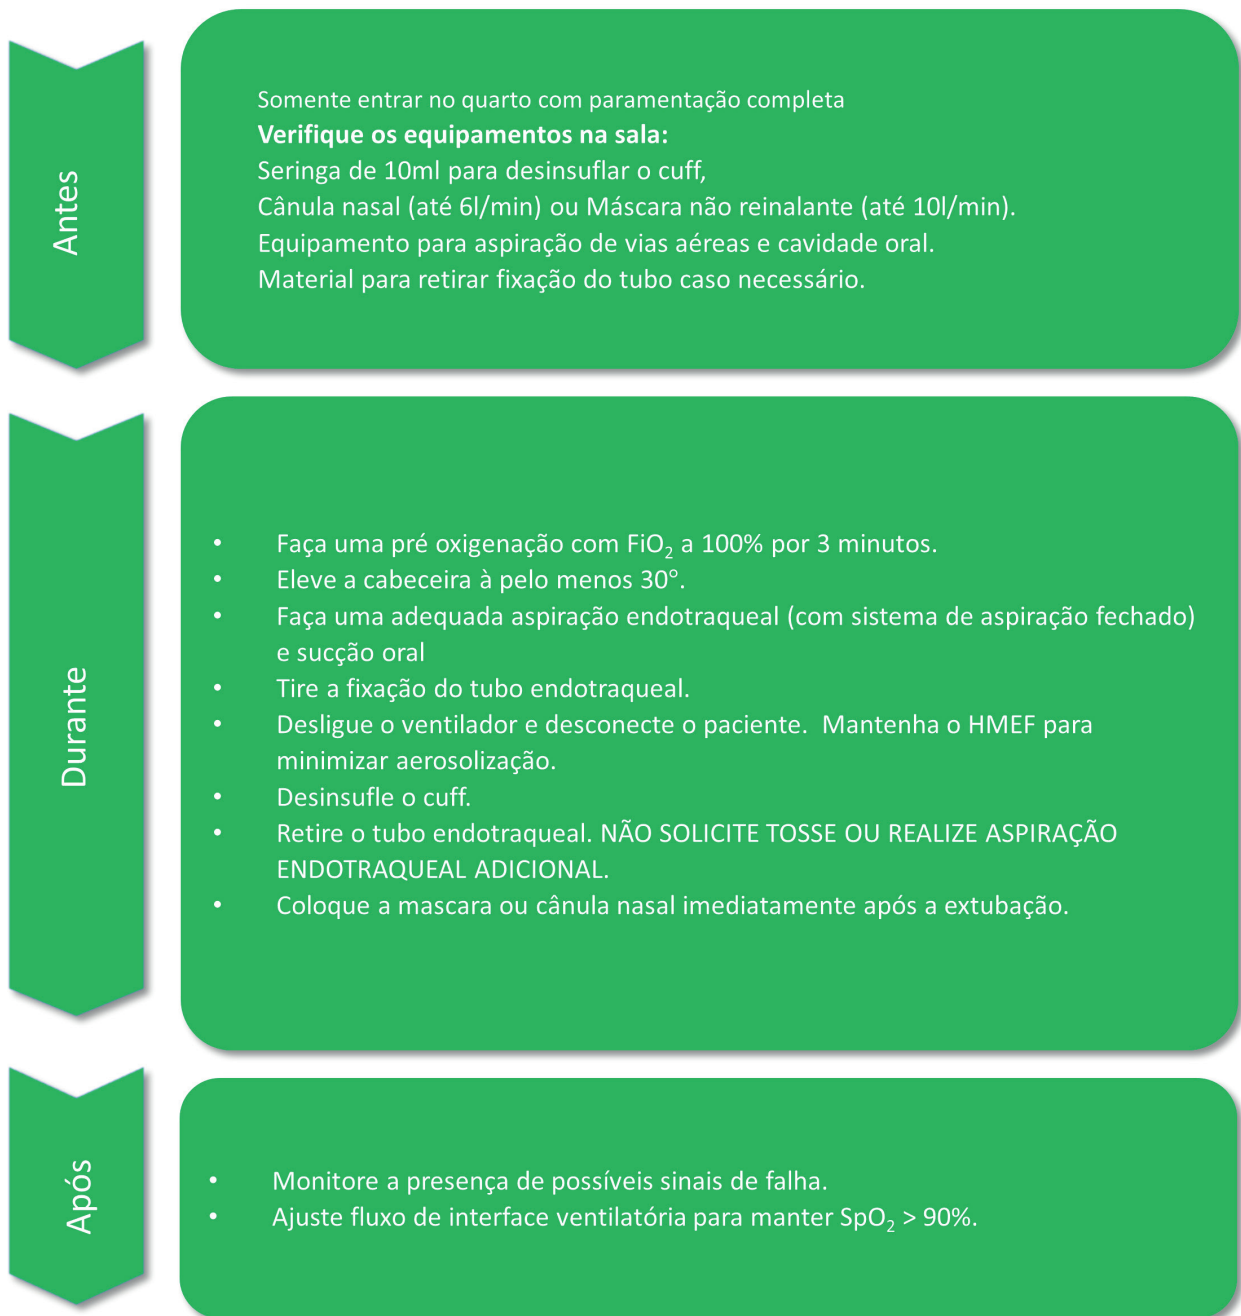 Antes
Somente entrar no quarto com paramentação completa
Verifique os equipamentos na sala:
Seringa de 10ml para desinsuflar o cuff,
Cânula nasal (até 6l/min) ou Máscara não reinalante (até 10l/min).
Equipamento para aspiração de vias aéreas e cavidade oral.
Material para retirar fixação do tubo caso necessário.
Durante
• Faça uma pré oxigenação com FiO₂ a 100% por 3 minutos.
• Eleve a cabeceira à pelo menos 30°.
• Faça uma adequada aspiração endotraqueal (com sistema de aspiração fechado)
e sucção oral
• Tire a fixação do tubo endotraqueal.
• Desligue o ventilador e desconecte o paciente.  Mantenha o HMEF para
minimizar aerosolização.
• Desinsufle o cuff.
• Retire o tubo endotraqueal. NÃO SOLICITE TOSSE OU REALIZE ASPIRAÇÃO
ENDOTRAQUEAL ADICIONAL.
• Coloque a mascara ou cânula nasal imediatamente após a extubação.
Após
• Monitore a presença de possíveis sinais de falha.
• Ajuste fluxo de interface ventilatória para manter SpO₂ > 90%.